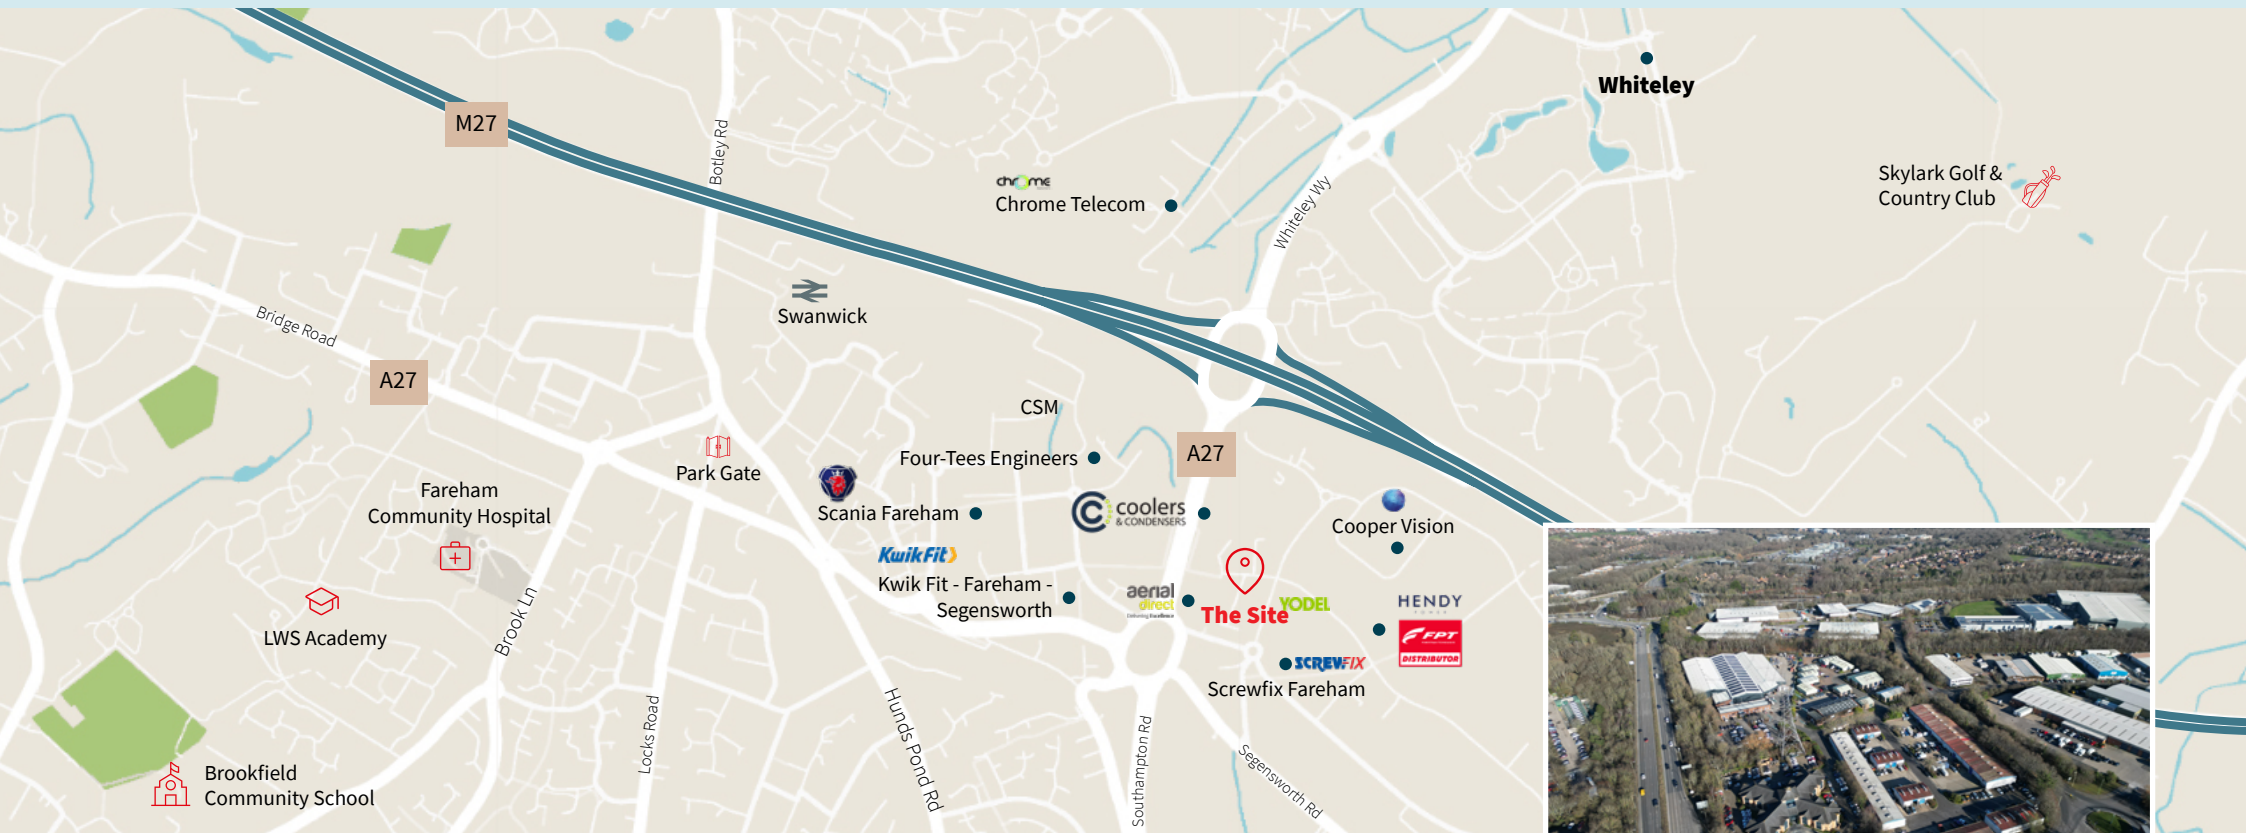 Whiteley
M27
Botley Rd
chrome
Chrome Telecom
Whiteley Wy
Skylark Golf &
Country Club
Swanwick
Bridge Road
A27
CSM
Four-Tees Engineers
A27
Park Gate
Fareham
Community Hospital
Scania Fareham
coolers
& CONDENSERS
Cooper Vision
KwikFit
Kwik Fit - Fareham -
Segensworth
aerial
direct
The Site
YODEL
HENDY
POWER
FPT
DISTRIBUTOR
LWS Academy
Brook Ln
SCREWFIX
Screwfix Fareham
Locks Road
Hunds Pond Rd
Southampton Rd
Segensworth Rd
Brookfield
Community School